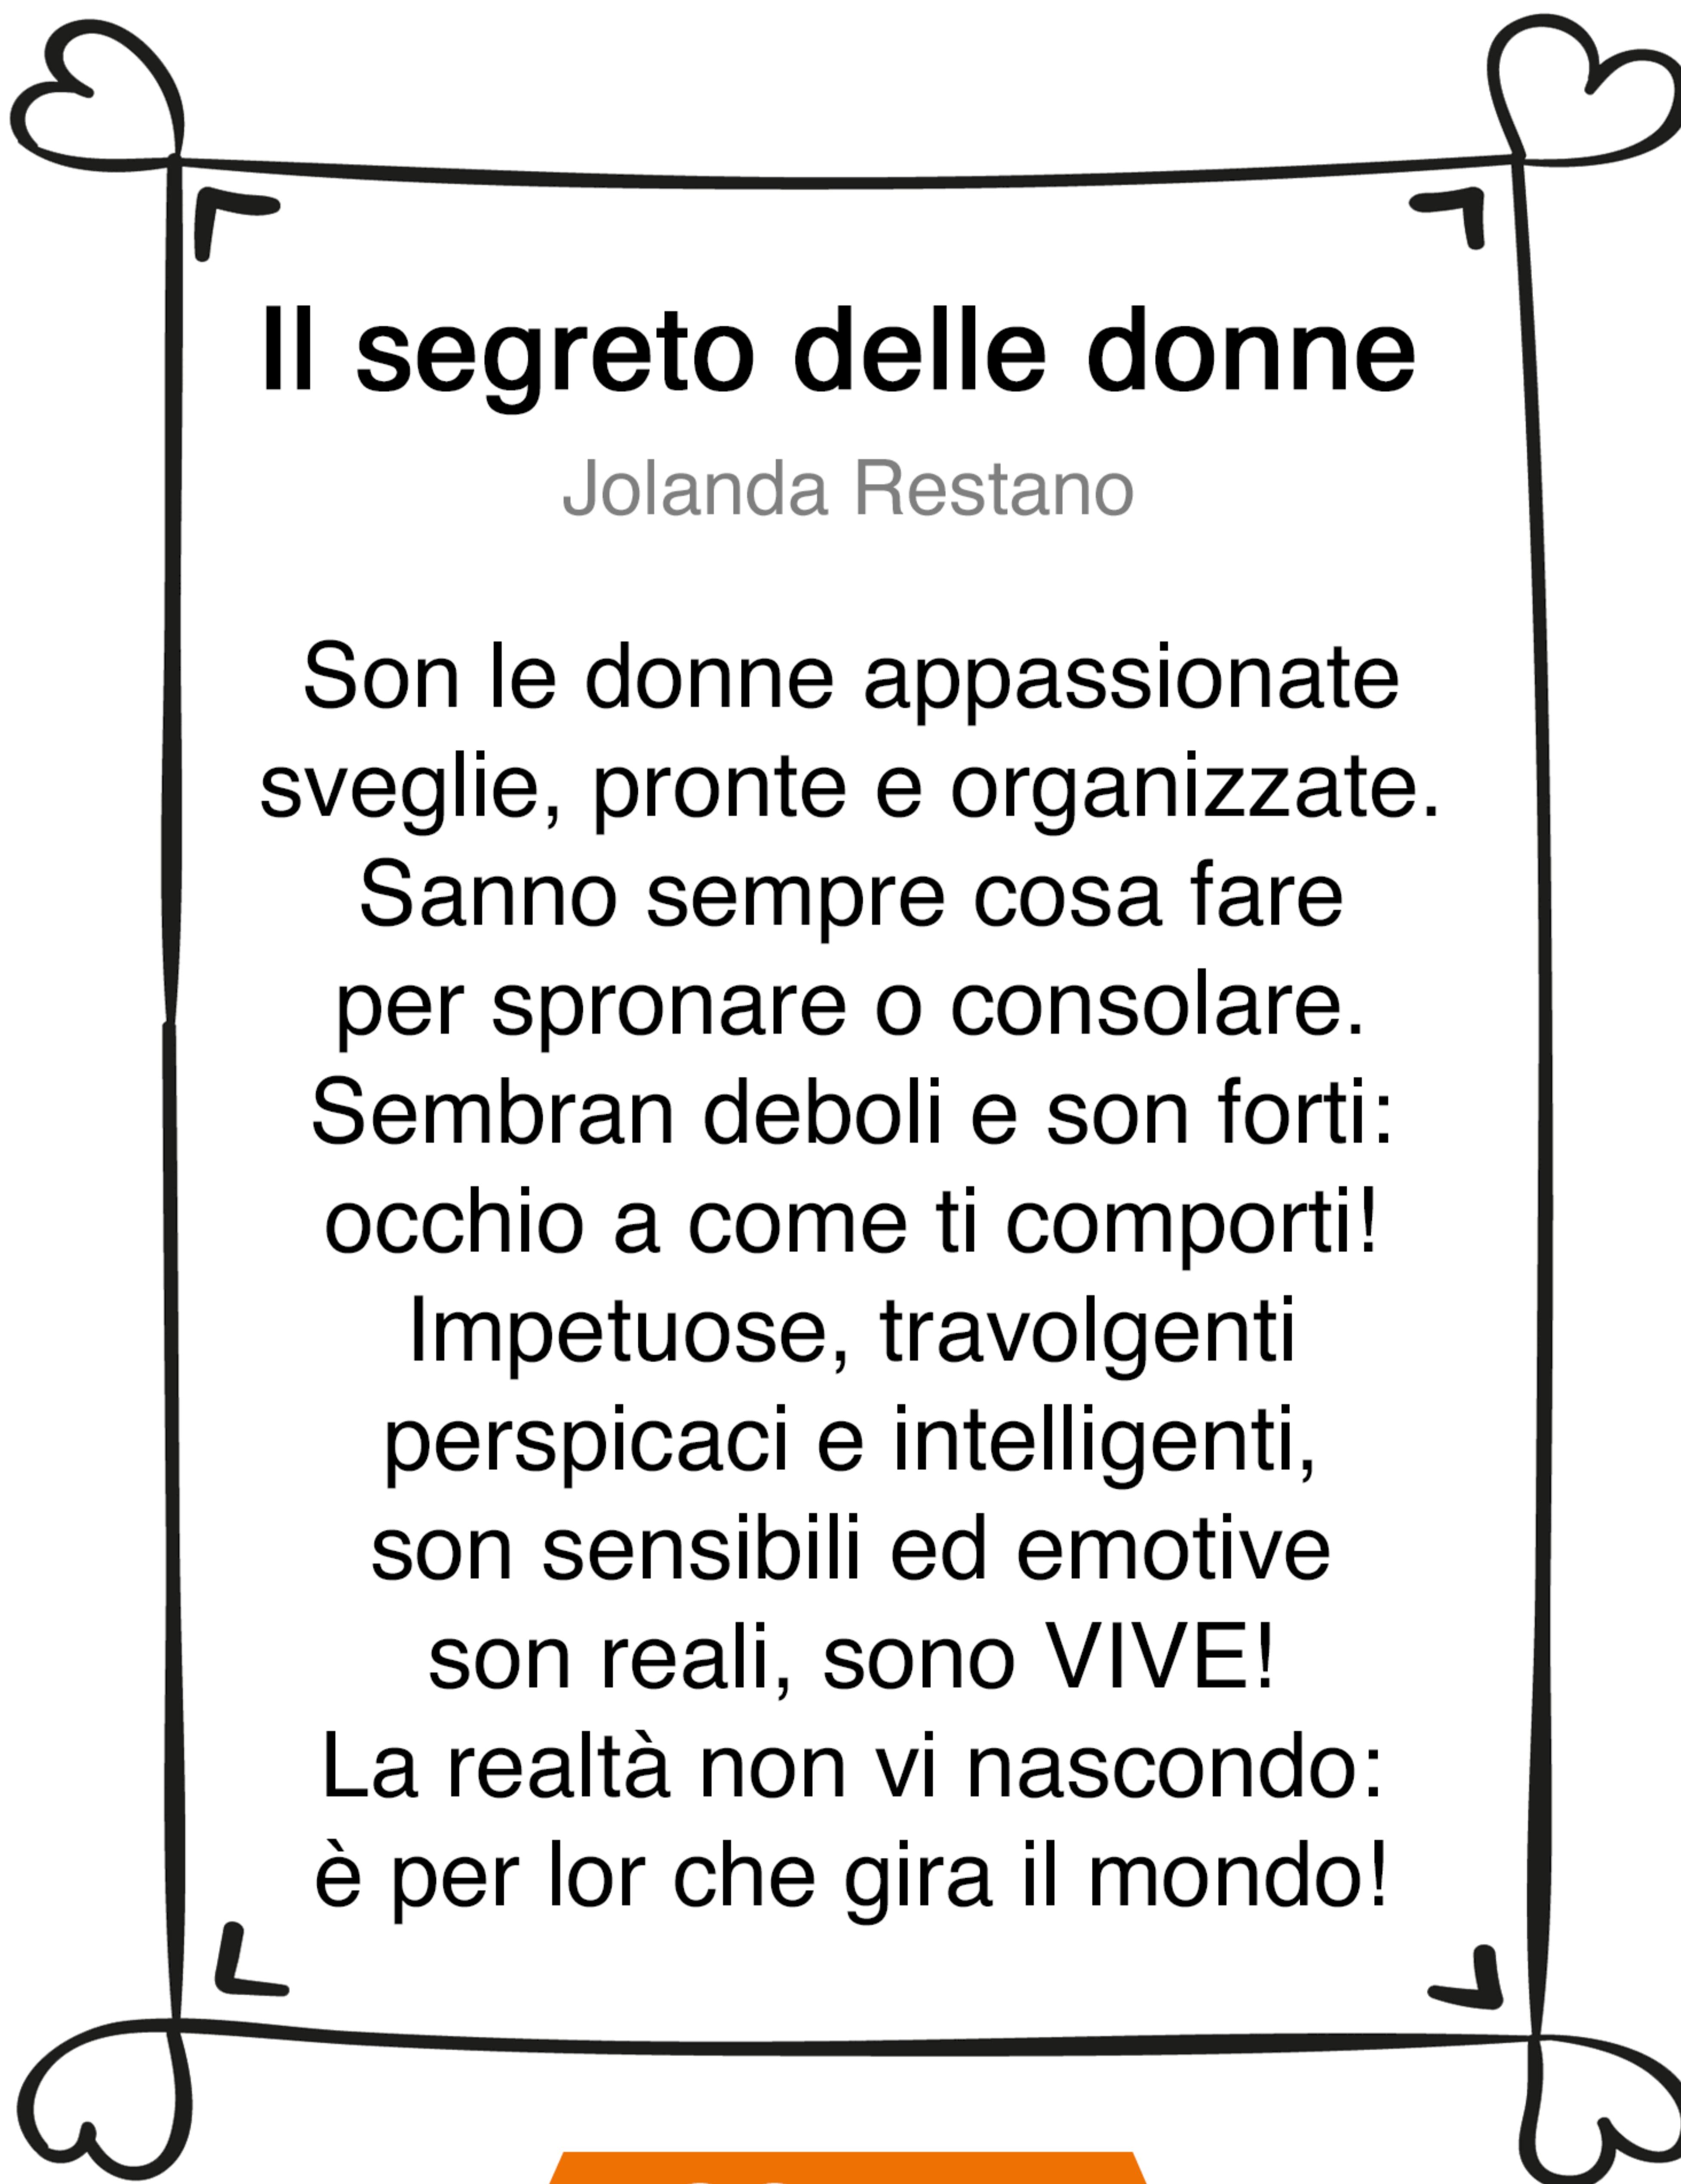 Il segreto delle donne
Jolanda Restano
Son le donne appassionate
sveglie, pronte e organizzate.
Sanno sempre cosa fare
per spronare o consolare.
Sembran deboli e son forti:
occhio a come ti comporti!
Impetuose, travolgenti
perspicaci e intelligenti,
son sensibili ed emotive
son reali, sono VIVE!
La realtà non vi nascondo:
è per lor che gira il mondo!